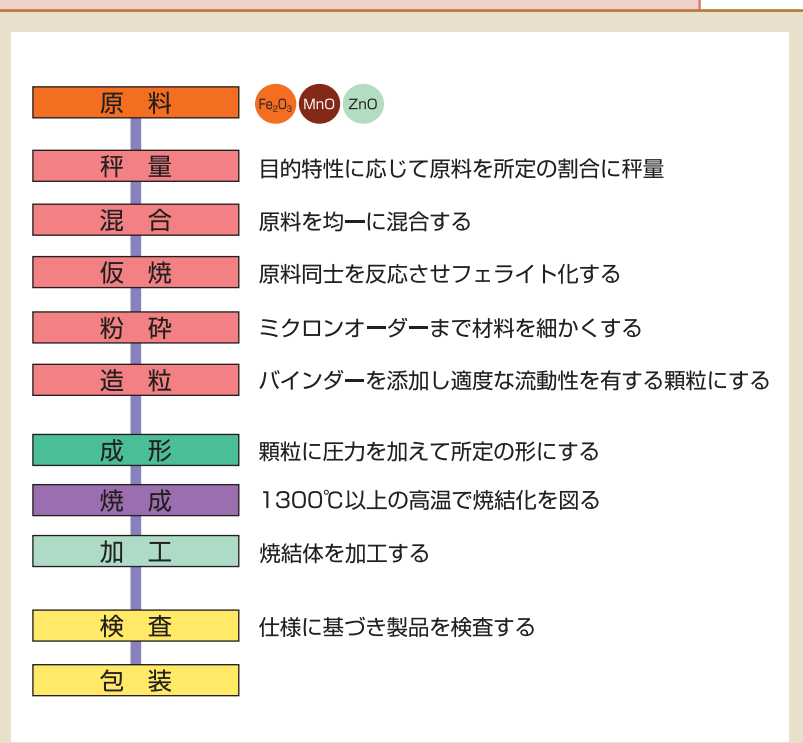 原料 Fe₂O₃ MnO ZnO
秤量 目的特性に応じて原料を所定の割合に秤量
混合 原料を均一に混合する
仮焼 原料同士を反応させフェライト化する
粉砕 ミクロンオーダーまで材料を細かくする
造粒 バインダーを添加し適度な流動性を有する顆粒にする
成形 顆粒に圧力を加えて所定の形にする
焼成 1300℃以上の高温で焼結化を図る
加工 焼結体を加工する
検査 仕様に基づき製品を検査する
包装